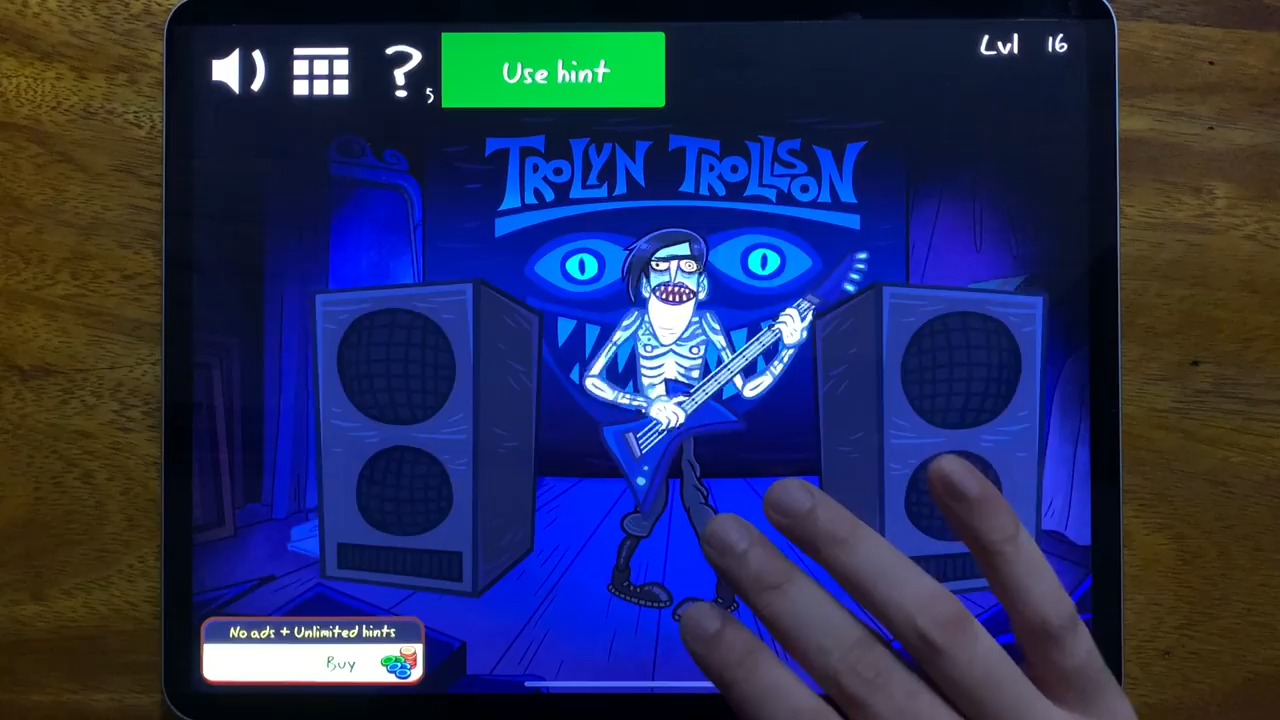 Use hint
Lvl 16
5
TROLYN TROLLSON
No ads + Unlimited hints
Buy